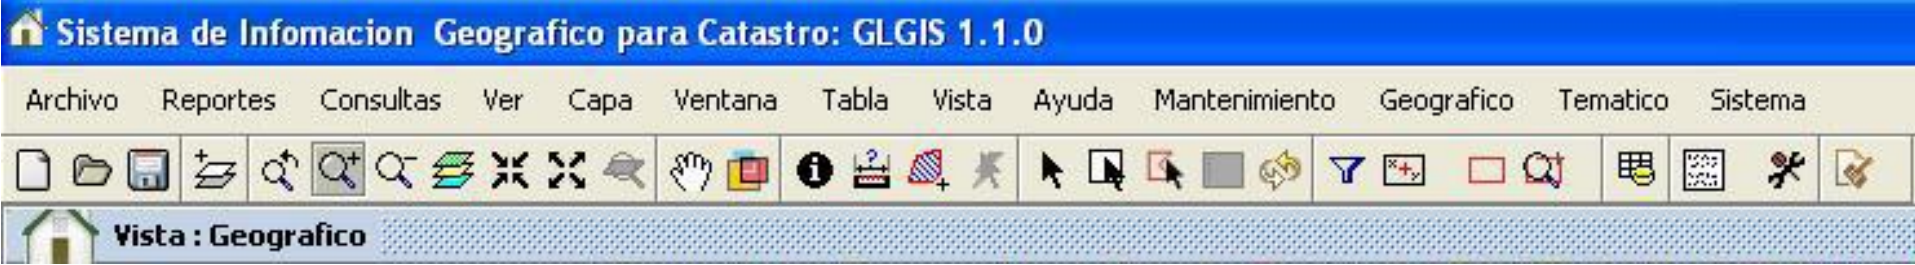 Sistema de Infomacion Geografico para Catastro: GLGIS 1.1.0
Archivo Reportes Consultas Ver Capa Ventana Tabla Vista Ayuda Mantenimiento Geografico Tematico Sistema
Vista : Geografico